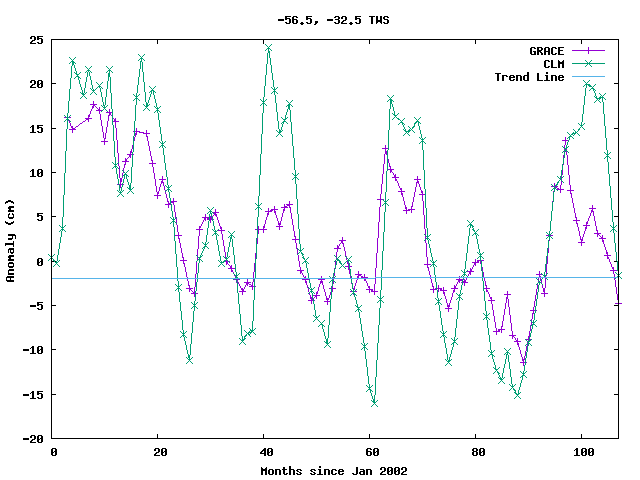 -56.5, -32.5 TWS
GRACE
CLM
Trend Line
25
20
15
10
5
0
-5
-10
-15
-20
Anomaly (cm)
0 20 40 60 80 100
Months since Jan 2002